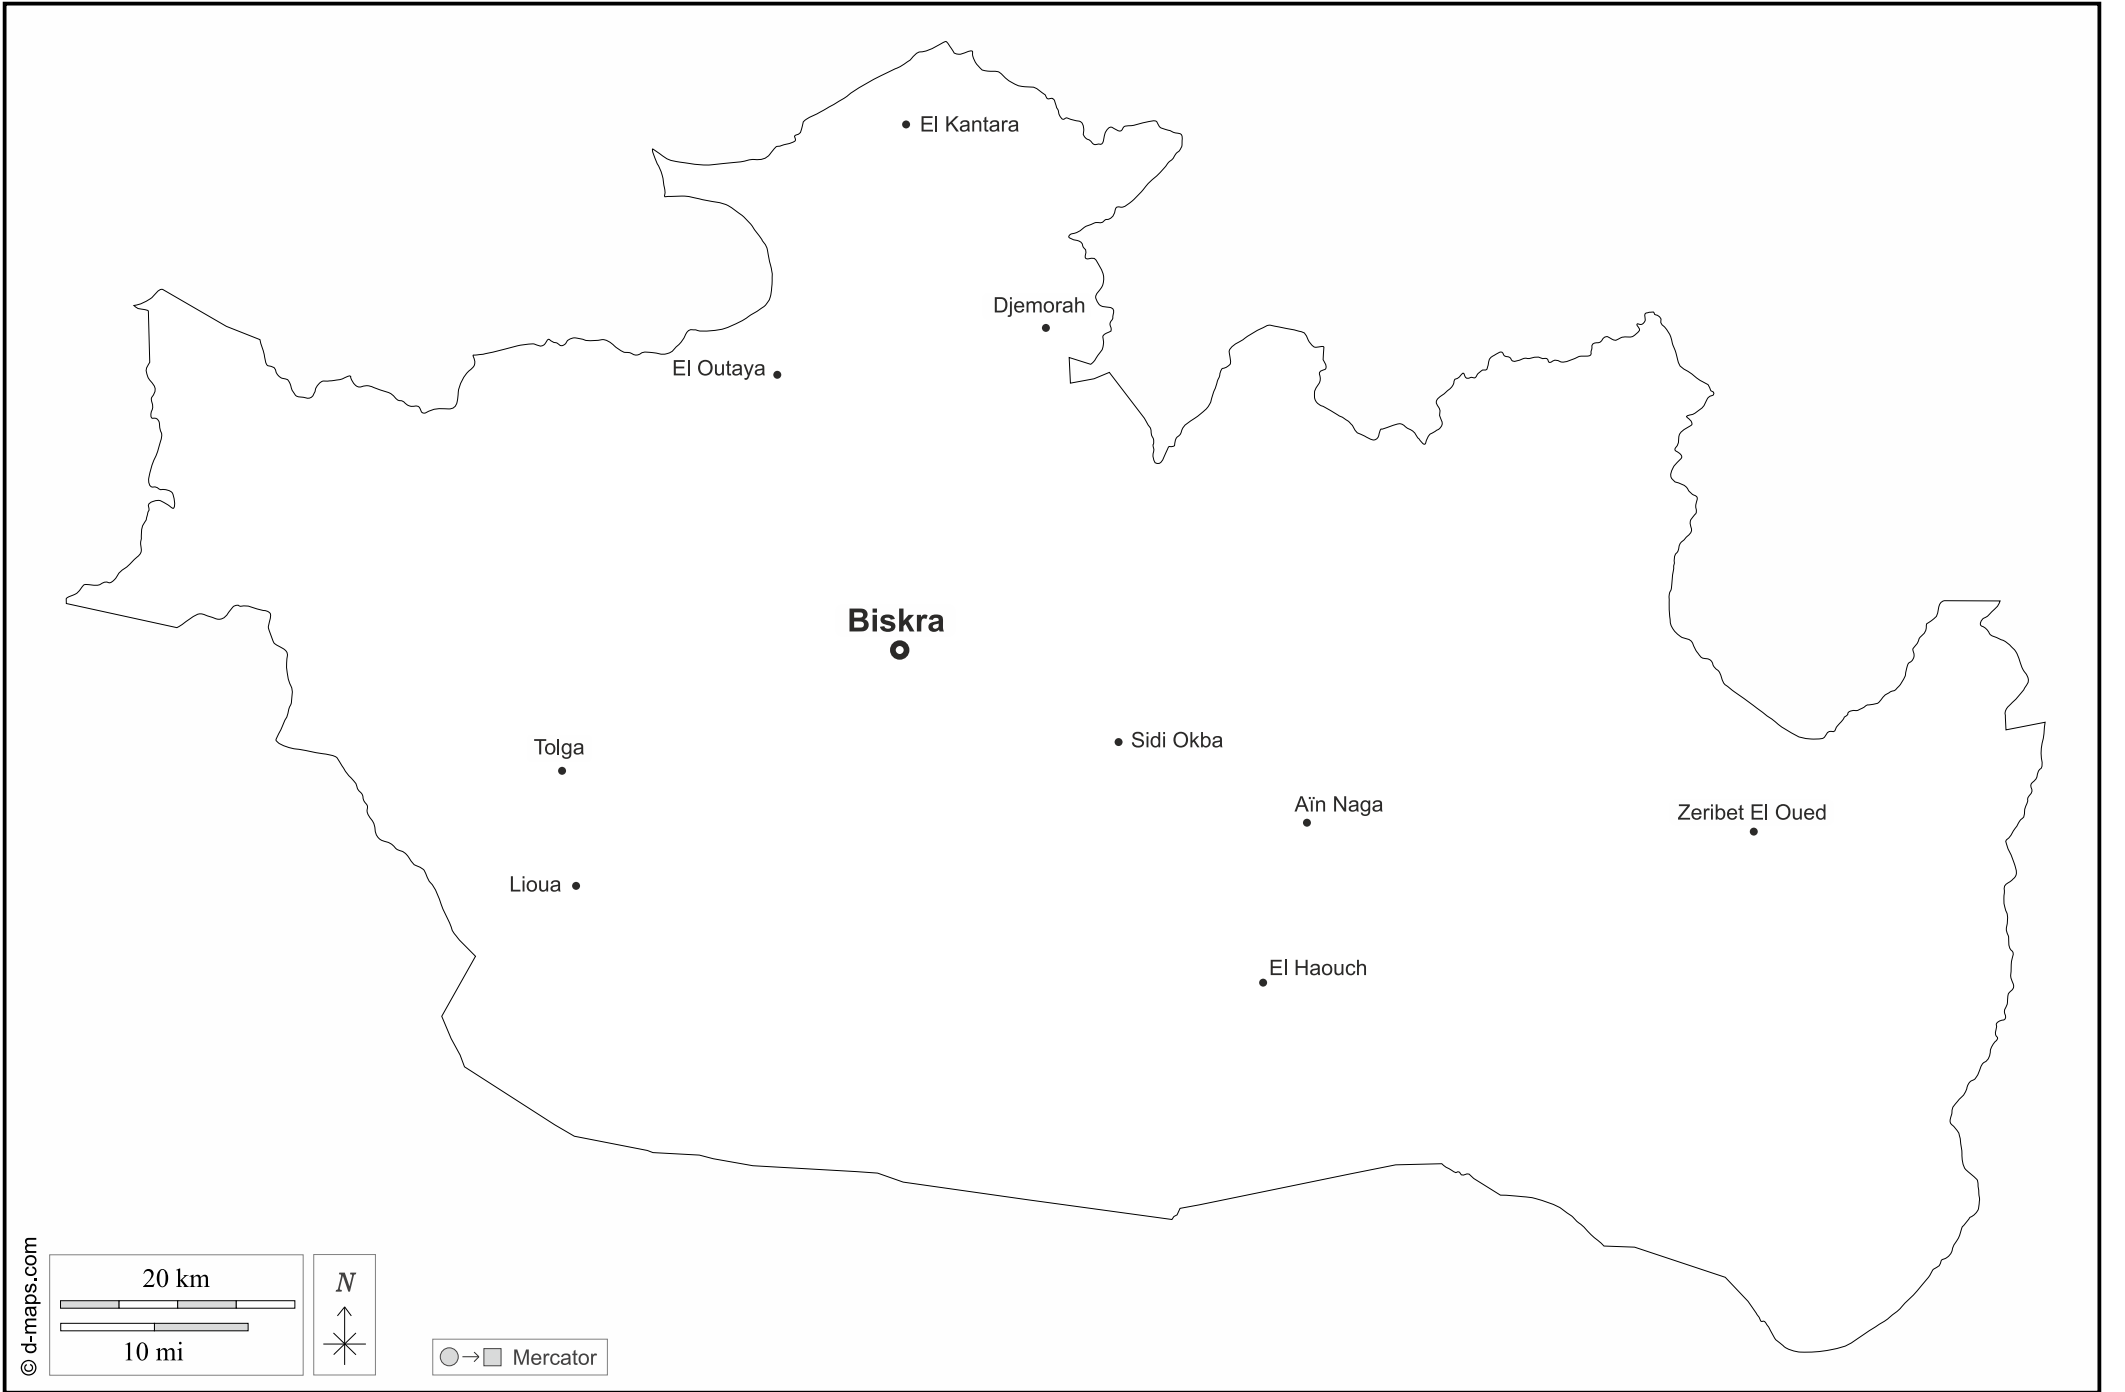 El Kantara
Djemorah
El Outaya
Biskra
Tolga
Sidi Okba
Aïn Naga
Zeribet El Oued
Lioua
El Haouch
© d-maps.com
20 km
10 mi
N
Mercator